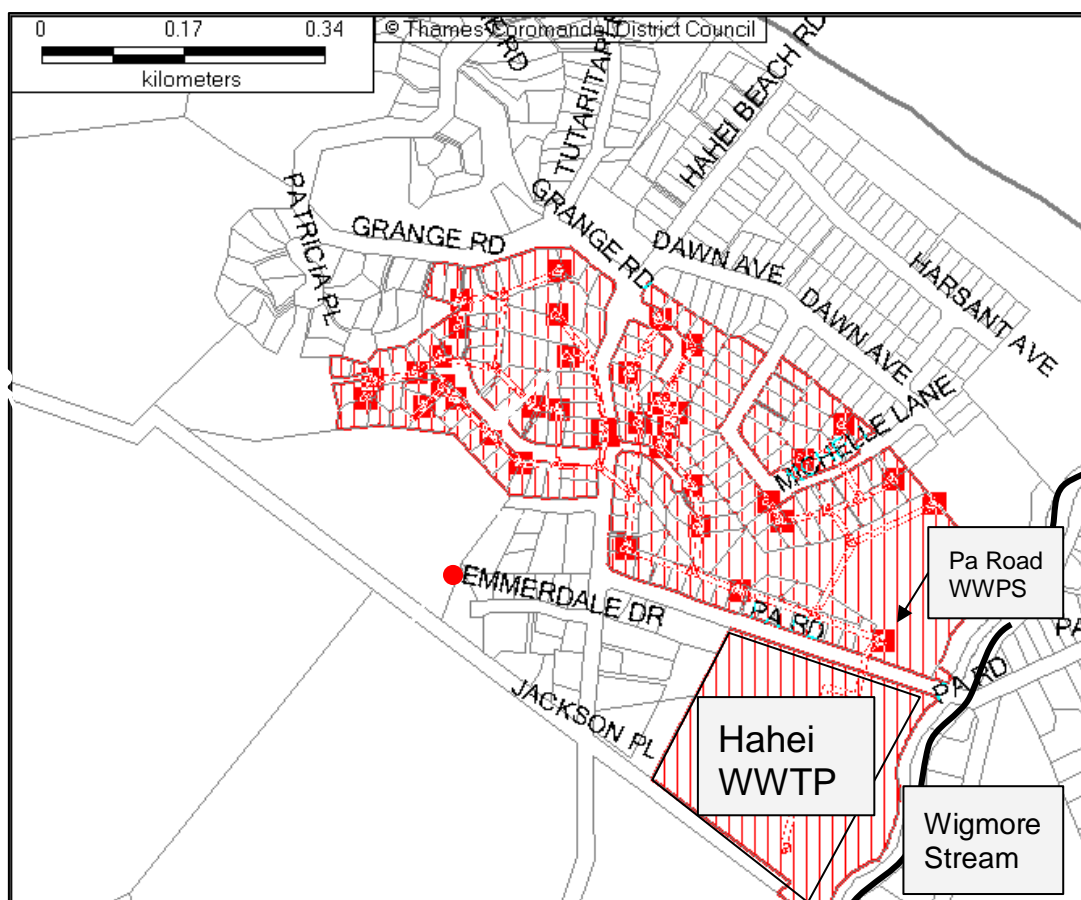 0 0.17 0.34
kilometers
© Thames Coromandel District Council
RD
TUTARITAR
HAHEI BEACH RD
PATRICIA PL
GRANGE RD
GRANGE RD
DAWN AVE
HARSANT AVE
DAWN AVE
MICHELLE LANE
Pa Road
WWPS
EMMERDALE DR
PA RD
PA
PA RD
JACKSON PL
Hahei
WWTP
Wigmore
Stream